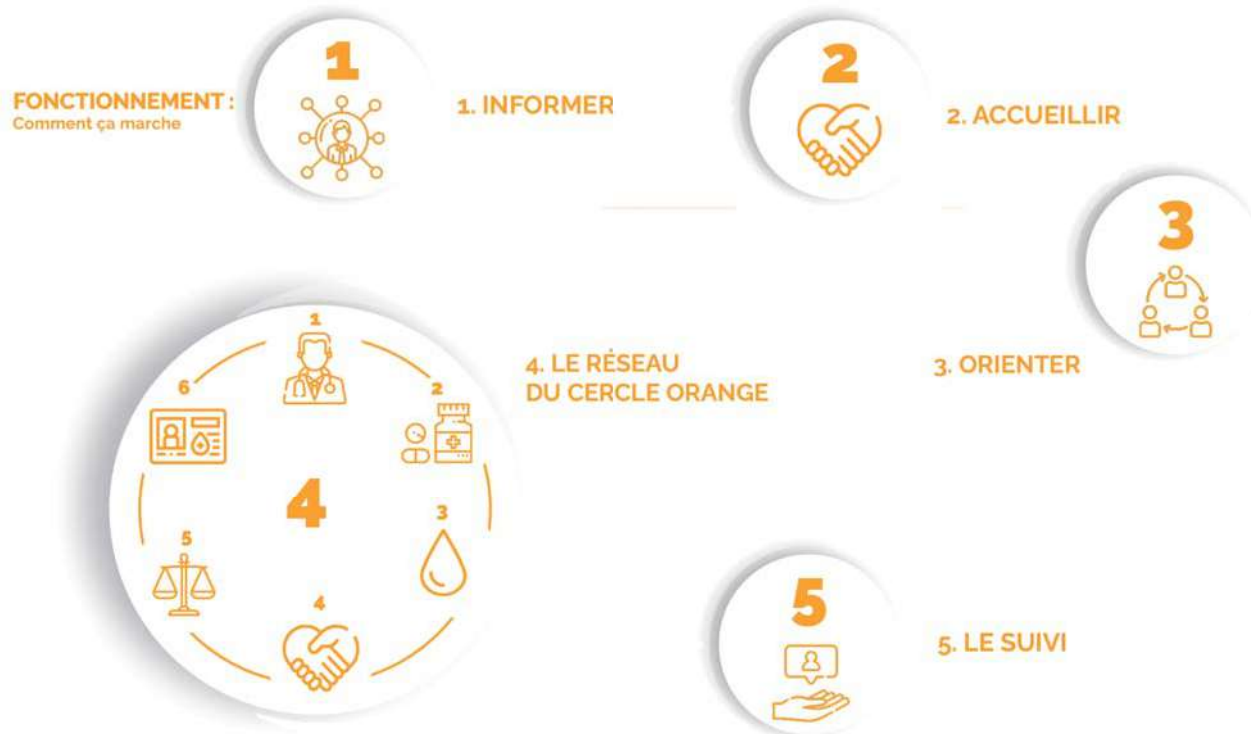 FONCTIONNEMENT :
Comment ça marche
1
1. INFORMER
2
2. ACCUEILLIR
3
3. ORIENTER
4. LE RÉSEAU
DU CERCLE ORANGE
1
2
3
4
5
6
4
5
5. LE SUIVI